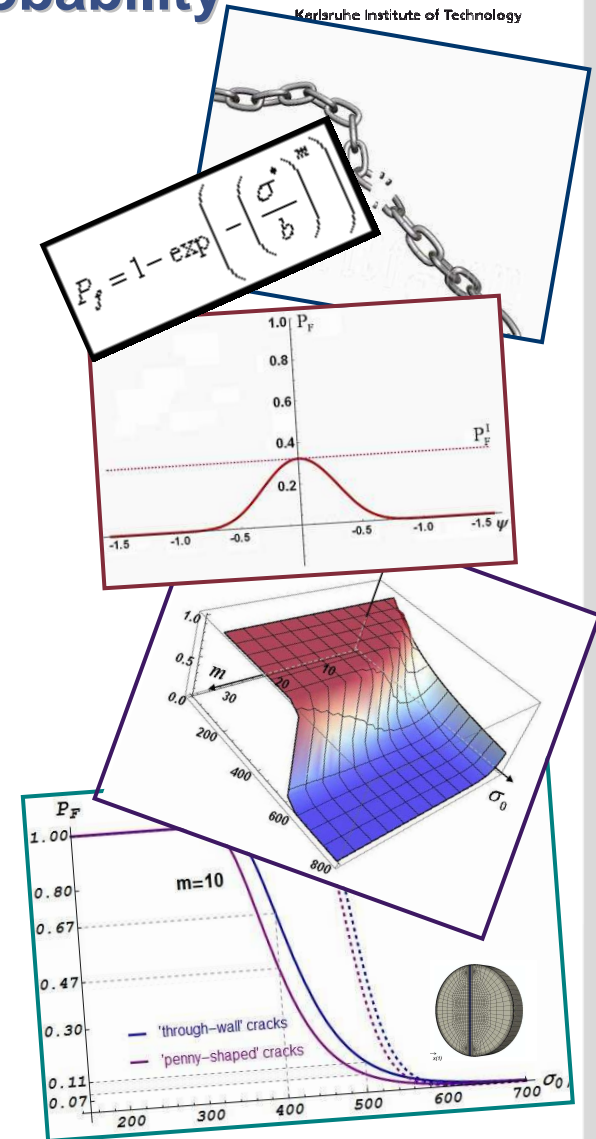 obability
Karlsruhe Institute of Technology
P_f = 1 - exp(-(σ*/b)^m)
1.0 P_F
0.8
0.6
0.4
P_F^1
0.2
-1.5 -1.0 -0.5 -0.5 -1.0 -1.5 ψ
1.0
0.5
0.0
m
10
20
30
200
400
600
800
σ_0
P_F
1.00
m=10
0.80
0.67
0.47
0.30
'through-wall' cracks
'penny-shaped' cracks
0.11
0.07
200 300 400 500 600 700 σ_0,